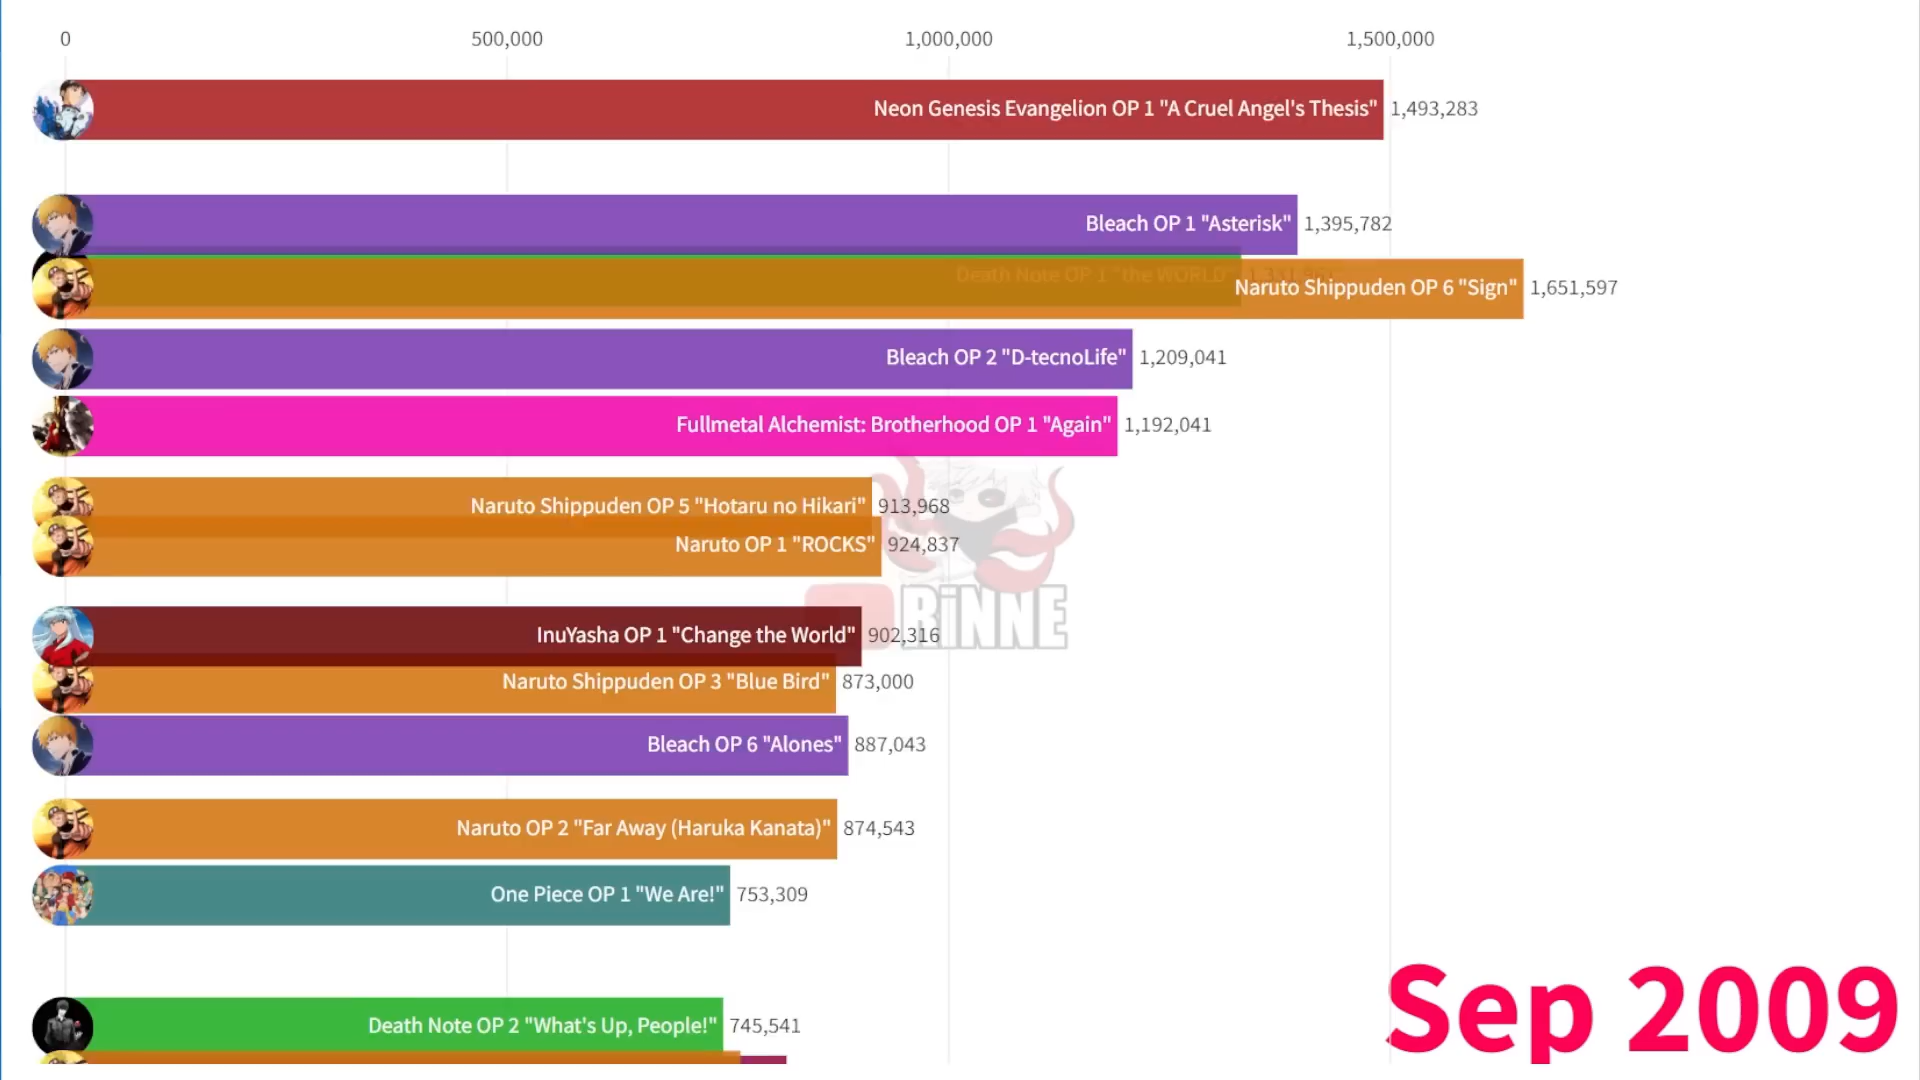 0 500,000 1,000,000 1,500,000
Neon Genesis Evangelion OP 1 "A Cruel Angel's Thesis" 1,493,283
Bleach OP 1 "Asterisk" 1,395,782
Death Note OP 1 "the WORLD"
Naruto Shippuden OP 6 "Sign" 1,651,597
Bleach OP 2 "D-tecnoLife" 1,209,041
Fullmetal Alchemist: Brotherhood OP 1 "Again" 1,192,041
Naruto Shippuden OP 5 "Hotaru no Hikari" 913,968
Naruto OP 1 "ROCKS" 924,837
RiNNE
InuYasha OP 1 "Change the World" 902,316
Naruto Shippuden OP 3 "Blue Bird" 873,000
Bleach OP 6 "Alones" 887,043
Naruto OP 2 "Far Away (Haruka Kanata)" 874,543
One Piece OP 1 "We Are!" 753,309
Death Note OP 2 "What's Up, People!" 745,541
Sep 2009